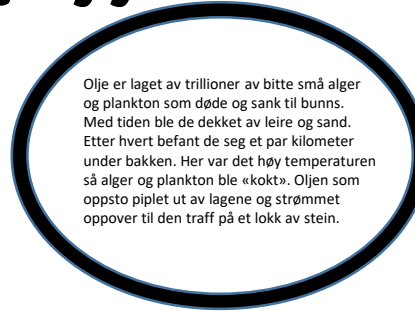 Olje er laget av trillioner av bitte små alger
og plankton som døde og sank til bunns.
Med tiden ble de dekket av leire og sand.
Etter hvert befant de seg et par kilometer
under bakken. Her var det høy temperaturen
så alger og plankton ble «kokt». Oljen som
oppsto piplet ut av lagene og strømmet
oppover til den traff på et lokk av stein.